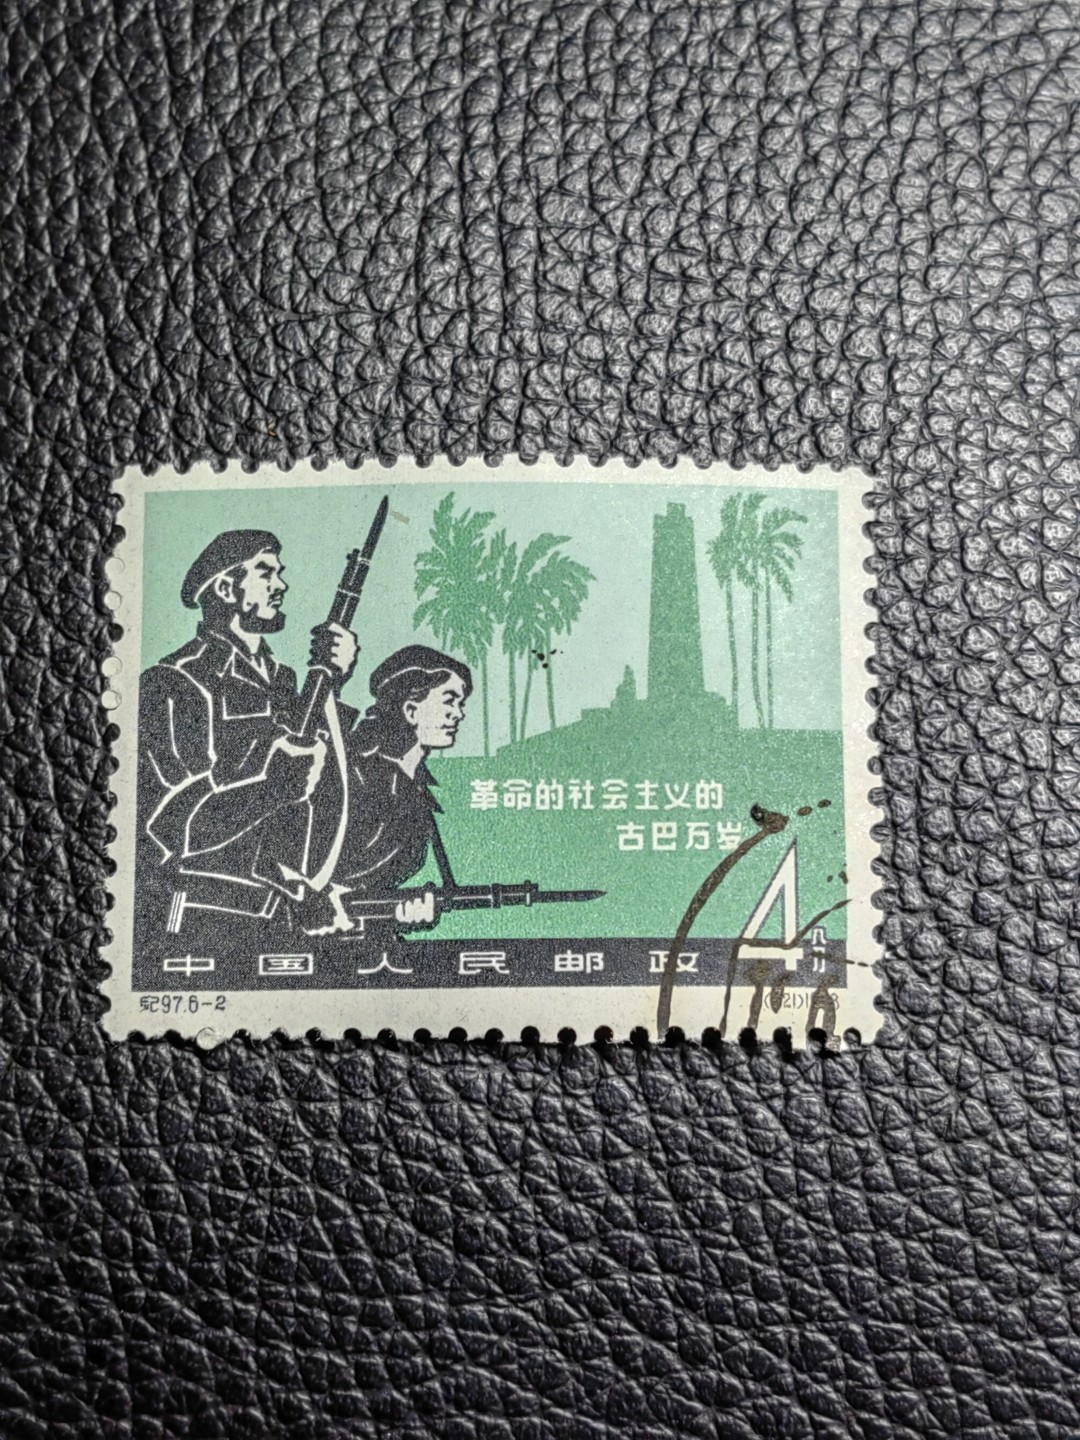 革命的社会主义的
古巴万岁
4分
中国人民邮政
纪97.6-2